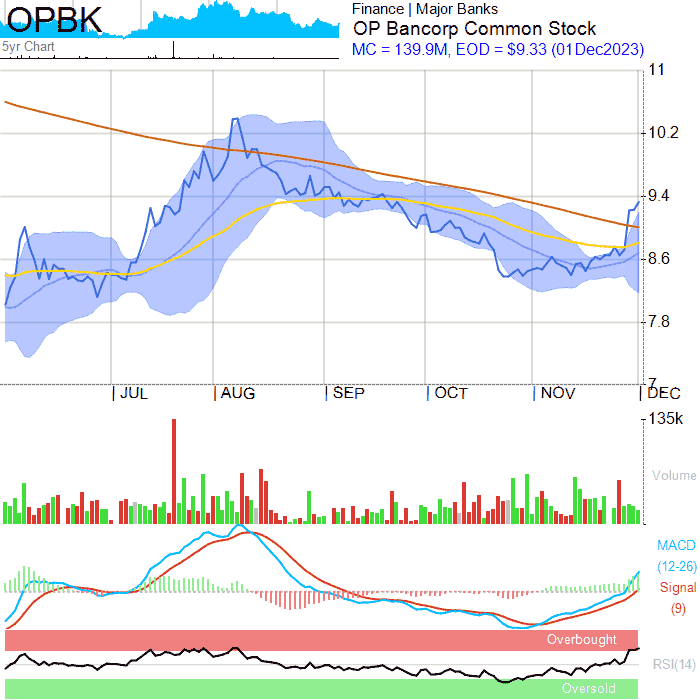 OPBK
5yr Chart
Finance | Major Banks
OP Bancorp Common Stock
MC = 139.9M, EOD = $9.33 (01Dec2023)
11
10.2
9.4
8.6
7.8
7
| JUL | AUG | SEP | OCT | NOV | DEC
135k
Volume
MACD
(12-26)
Signal
(9)
Overbought
RSI(14)
Oversold